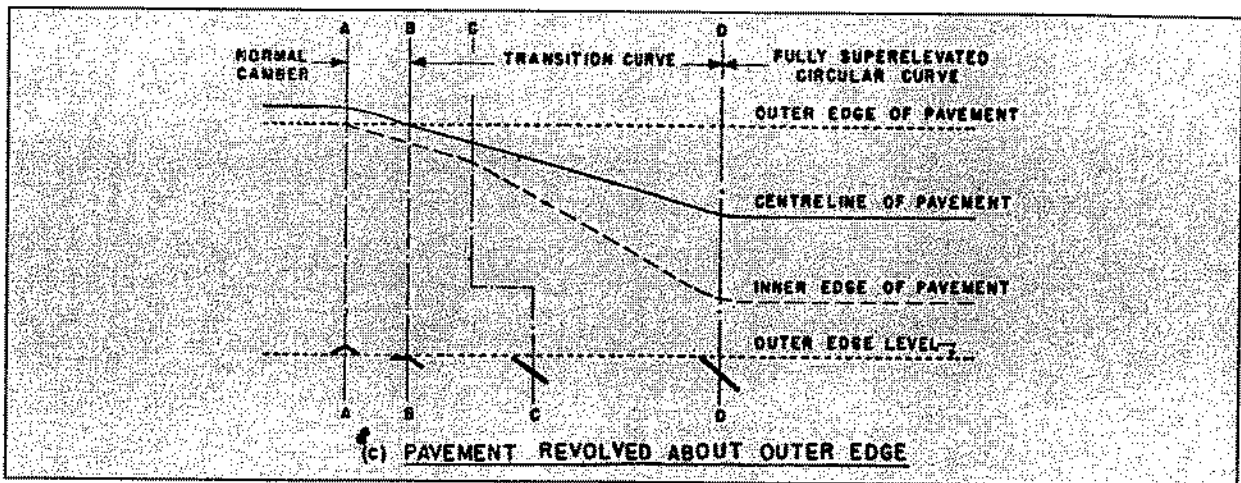 A B C D
NORMAL CAMBER
TRANSITION CURVE
FULLY SUPERELEVATED CIRCULAR CURVE
OUTER EDGE OF PAVEMENT
CENTRELINE OF PAVEMENT
INNER EDGE OF PAVEMENT
OUTER EDGE LEVEL
A B C D
(c) PAVEMENT REVOLVED ABOUT OUTER EDGE